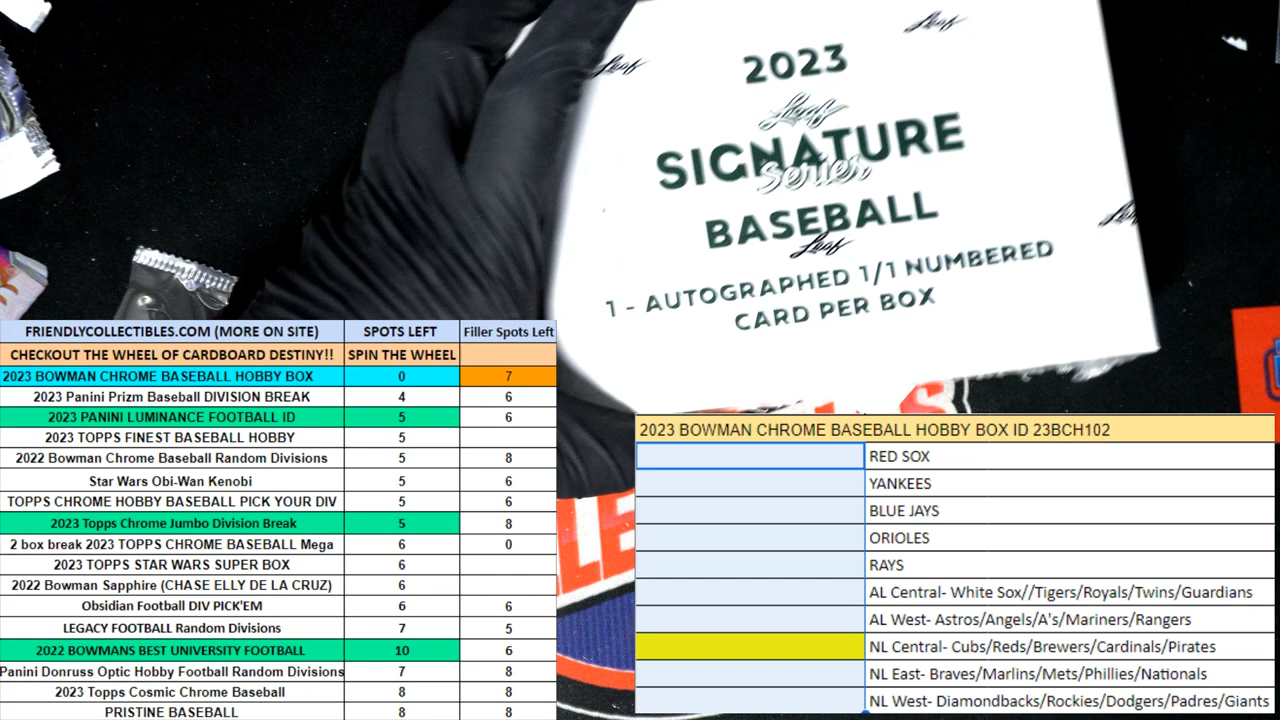 Leaf
Leaf
2023
Leaf
SIGNATURE
Series
BASEBALL
Leaf
Leaf
1 - AUTOGRAPHED 1/1 NUMBERED
CARD PER BOX
FRIENDLYCOLLECTIBLES.COM (MORE ON SITE) SPOTS LEFT Filler Spots Left
CHECKOUT THE WHEEL OF CARDBOARD DESTINY!! SPIN THE WHEEL
2023 BOWMAN CHROME BASEBALL HOBBY BOX 0 7
2023 Panini Prizm Baseball DIVISION BREAK 4 6
2023 PANINI LUMINANCE FOOTBALL ID 5 6
2023 TOPPS FINEST BASEBALL HOBBY 5
2022 Bowman Chrome Baseball Random Divisions 5 8
Star Wars Obi-Wan Kenobi 5 6
TOPPS CHROME HOBBY BASEBALL PICK YOUR DIV 5 6
2023 Topps Chrome Jumbo Division Break 5 8
2 box break 2023 TOPPS CHROME BASEBALL Mega 6 0
2023 TOPPS STAR WARS SUPER BOX 6
2022 Bowman Sapphire (CHASE ELLY DE LA CRUZ) 6
Obsidian Football DIV PICK'EM 6 6
LEGACY FOOTBALL Random Divisions 7 5
2022 BOWMANS BEST UNIVERSITY FOOTBALL 10 6
Panini Donruss Optic Hobby Football Random Divisions 7 8
2023 Topps Cosmic Chrome Baseball 8 8
PRISTINE BASEBALL 8 8
2023 BOWMAN CHROME BASEBALL HOBBY BOX ID 23BCH102
RED SOX
YANKEES
BLUE JAYS
ORIOLES
RAYS
AL Central- White Sox//Tigers/Royals/Twins/Guardians
AL West- Astros/Angels/A's/Mariners/Rangers
NL Central- Cubs/Reds/Brewers/Cardinals/Pirates
NL East- Braves/Marlins/Mets/Phillies/Nationals
NL West- Diamondbacks/Rockies/Dodgers/Padres/Giants